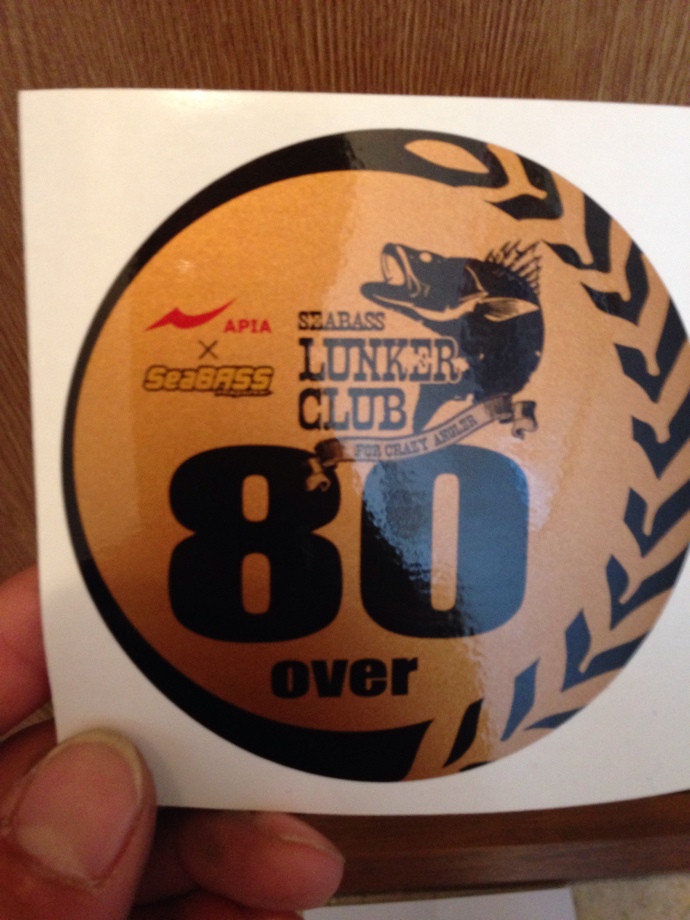 APIA
×
SeaBASS
SEABASS
LUNKER
CLUB
FOR CRAZY ANGLER
80
over